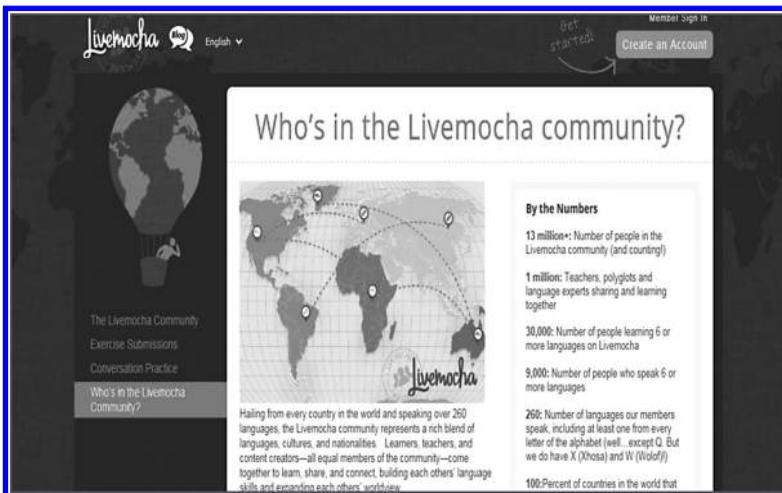 Livemocha
Blog
English
Get started!
Member Sign In
Create an Account
Who's in the Livemocha community?
The Livemocha Community
Exercise Submissions
Conversation Practice
Who's in the Livemocha
Community?
Livemocha
Hailing from every country in the world and speaking over 260
languages, the Livemocha community represents a rich blend of
languages, cultures, and nationalities. Learners, teachers, and
content creators—all equal members of the community—come
together to learn, share, and connect, building each others' language
skills and expanding each others' worldview
By the Numbers
13 million+: Number of people in the
Livemocha community (and counting!)
1 million: Teachers, polyglots and
language experts sharing and learning
together
30,000: Number of people learning 6 or
more languages on Livemocha
9,000: Number of people who speak 6 or
more languages
260: Number of languages our members
speak, including at least one from every
letter of the alphabet (well...except Q. But
we do have X (Xhosa) and W (Wolof)!)
100:Percent of countries in the world that